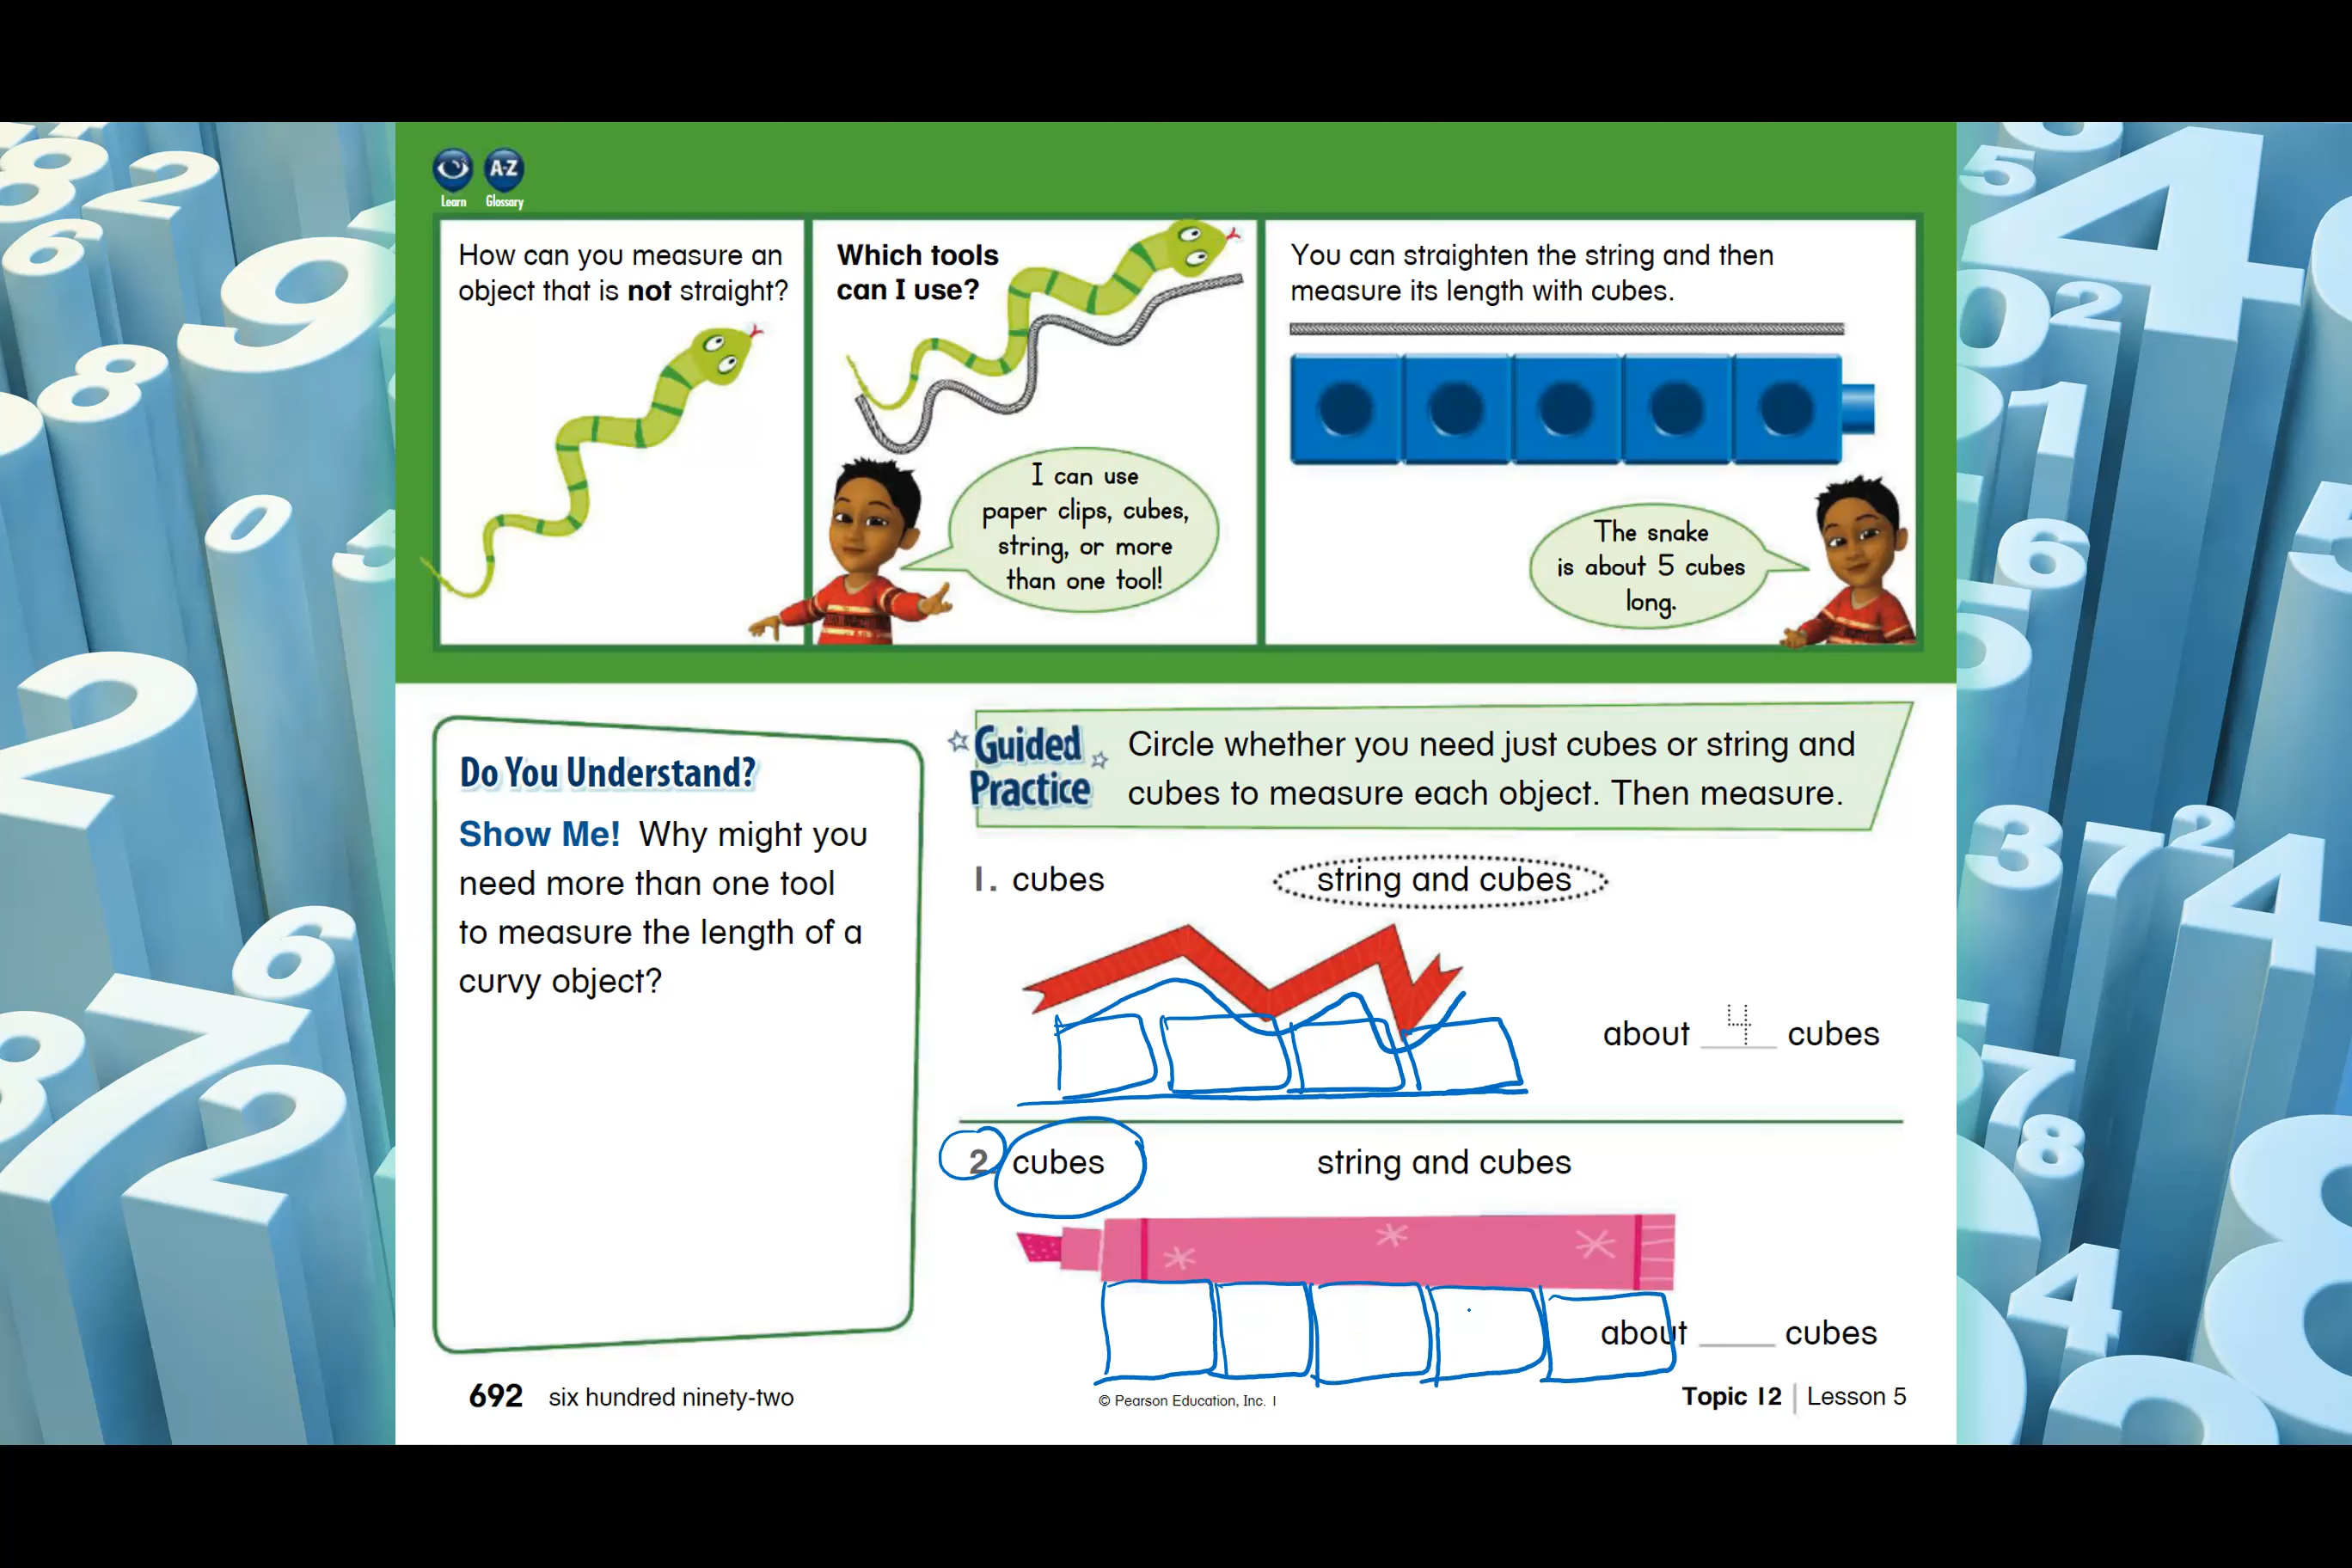 Learn
A-Z
Glossary
How can you measure an
object that is not straight?
Which tools
can I use?
I can use
paper clips, cubes,
string, or more
than one tool!
You can straighten the string and then
measure its length with cubes.
The snake
is about 5 cubes
long.
Do You Understand?
Show Me! Why might you
need more than one tool
to measure the length of a
curvy object?
Guided
Practice
Circle whether you need just cubes or string and
cubes to measure each object. Then measure.
1. cubes string and cubes
about 4 cubes
2 cubes string and cubes
about ____ cubes
692 six hundred ninety-two
© Pearson Education, Inc. 1
Topic 12 | Lesson 5